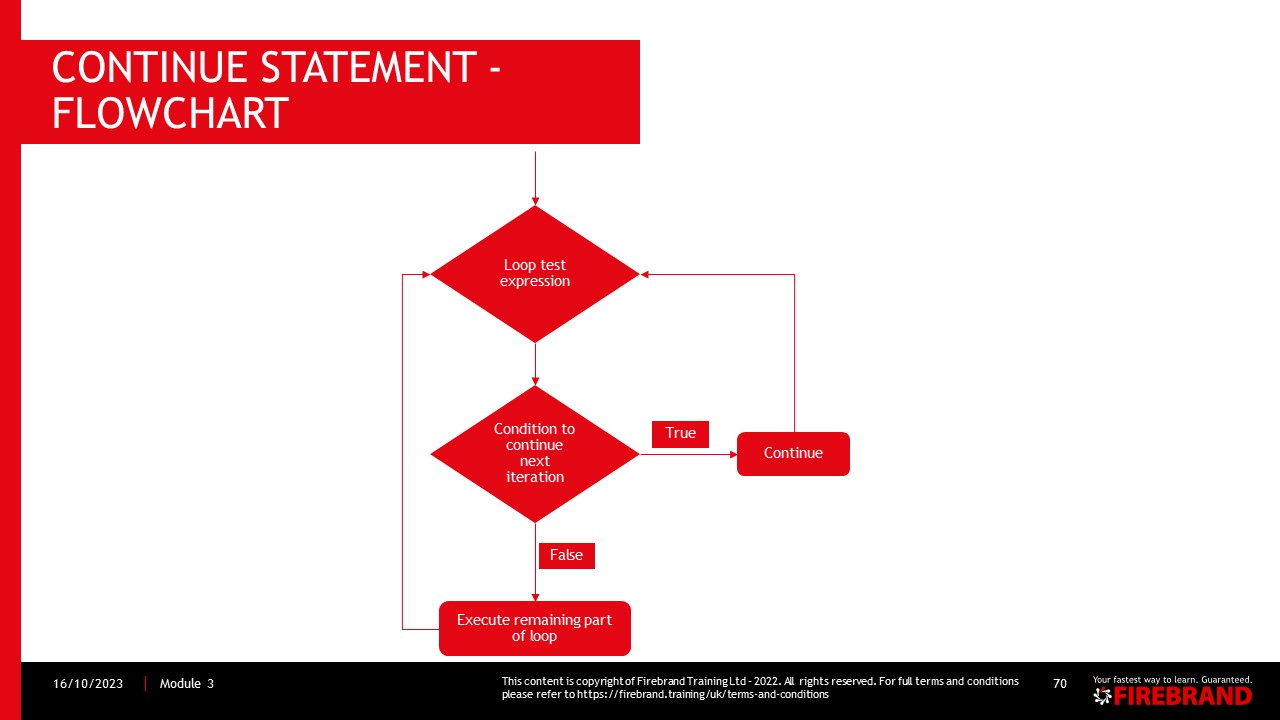 CONTINUE STATEMENT -
FLOWCHART
Loop test
expression
Condition to
continue
next
iteration
True
Continue
False
Execute remaining part
of loop
16/10/2023
Module 3
This content is copyright of Firebrand Training Ltd - 2022. All rights reserved. For full terms and conditions
please refer to https://firebrand.training/uk/terms-and-conditions
70
Your fastest way to learn. Guaranteed.
FIREBRAND